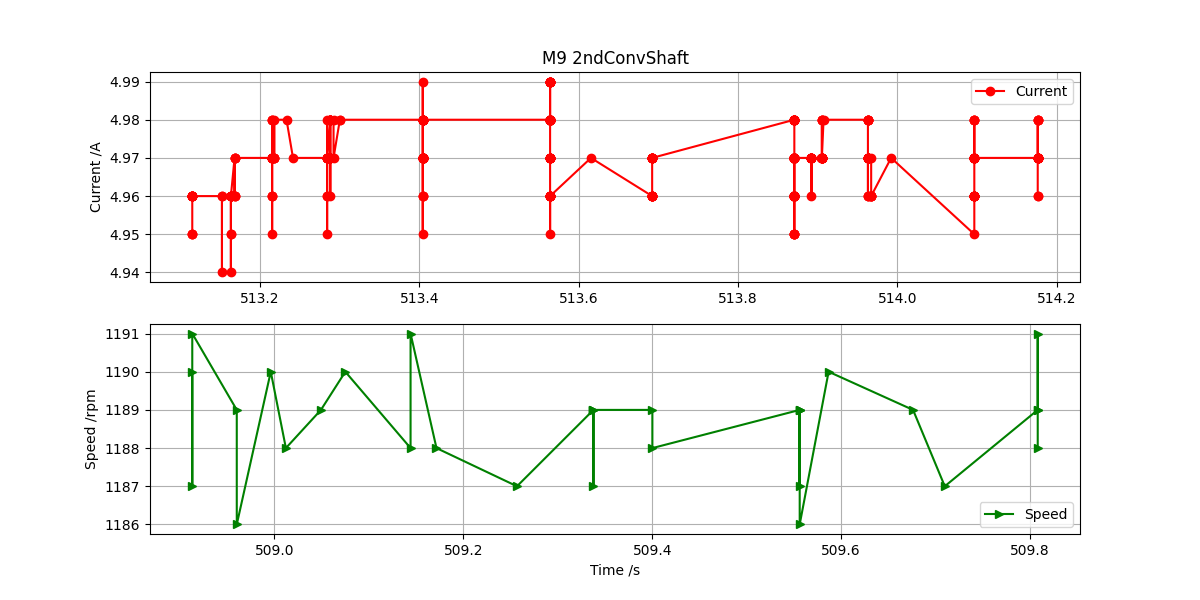 M9 2ndConvShaft
4.99
4.98
4.97
4.96
4.95
4.94
Current /A
Current
513.2 513.4 513.6 513.8 514.0 514.2
1191
1190
1189
1188
1187
1186
Speed /rpm
Speed
509.0 509.2 509.4 509.6 509.8
Time /s